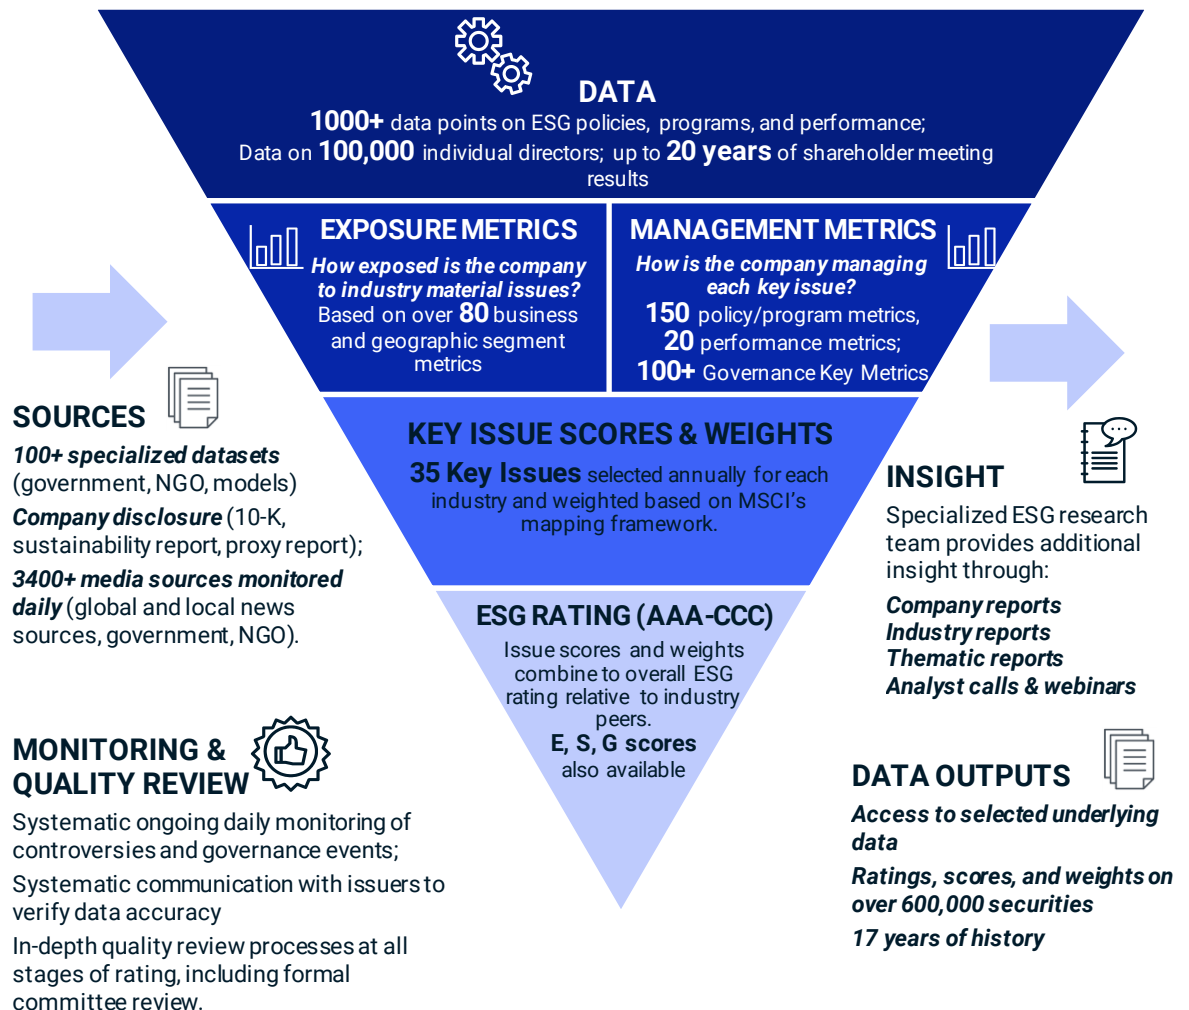 DATA
1000+ data points on ESG policies, programs, and performance;
Data on 100,000 individual directors; up to 20 years of shareholder meeting
results
EXPOSURE METRICS
How exposed is the company
to industry material issues?
Based on over 80 business
and geographic segment
metrics
MANAGEMENT METRICS
How is the company managing
each key issue?
150 policy/program metrics,
20 performance metrics;
100+ Governance Key Metrics
SOURCES
100+ specialized datasets
(government, NGO, models)
Company disclosure (10-K,
sustainability report, proxy report);
3400+ media sources monitored
daily (global and local news
sources, government, NGO).
KEY ISSUE SCORES & WEIGHTS
35 Key Issues selected annually for each
industry and weighted based on MSCI's
mapping framework.
INSIGHT
Specialized ESG research
team provides additional
insight through:
Company reports
Industry reports
Thematic reports
Analyst calls & webinars
ESG RATING (AAA-CCC)
Issue scores and weights
combine to overall ESG
rating relative to industry
peers.
E, S, G scores
also available
MONITORING &
QUALITY REVIEW
Systematic ongoing daily monitoring of
controversies and governance events;
Systematic communication with issuers to
verify data accuracy
In-depth quality review processes at all
stages of rating, including formal
committee review.
DATA OUTPUTS
Access to selected underlying
data
Ratings, scores, and weights on
over 600,000 securities
17 years of history